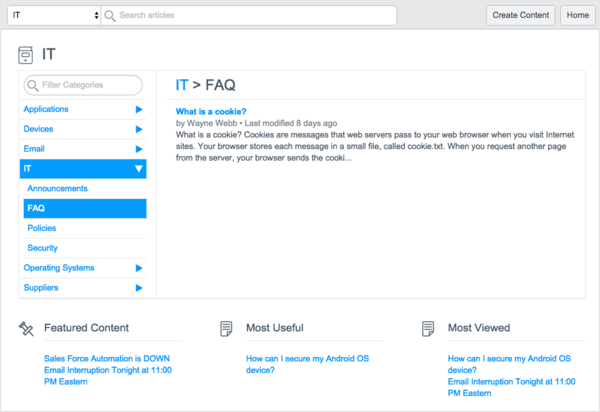 IT
Search articles
Create Content
Home
IT
Filter Categories
Applications
Devices
Email
IT
Announcements
FAQ
Policies
Security
Operating Systems
Suppliers
IT > FAQ
What is a cookie?
by Wayne Webb • Last modified 8 days ago
What is a cookie? Cookies are messages that web servers pass to your web browser when you visit Internet
sites. Your browser stores each message in a small file, called cookie.txt. When you request another page
from the server, your browser sends the cooki...
Featured Content
Sales Force Automation is DOWN
Email Interruption Tonight at 11:00
PM Eastern
Most Useful
How can I secure my Android OS
device?
Most Viewed
How can I secure my Android OS
device?
Email Interruption Tonight at 11:00
PM Eastern